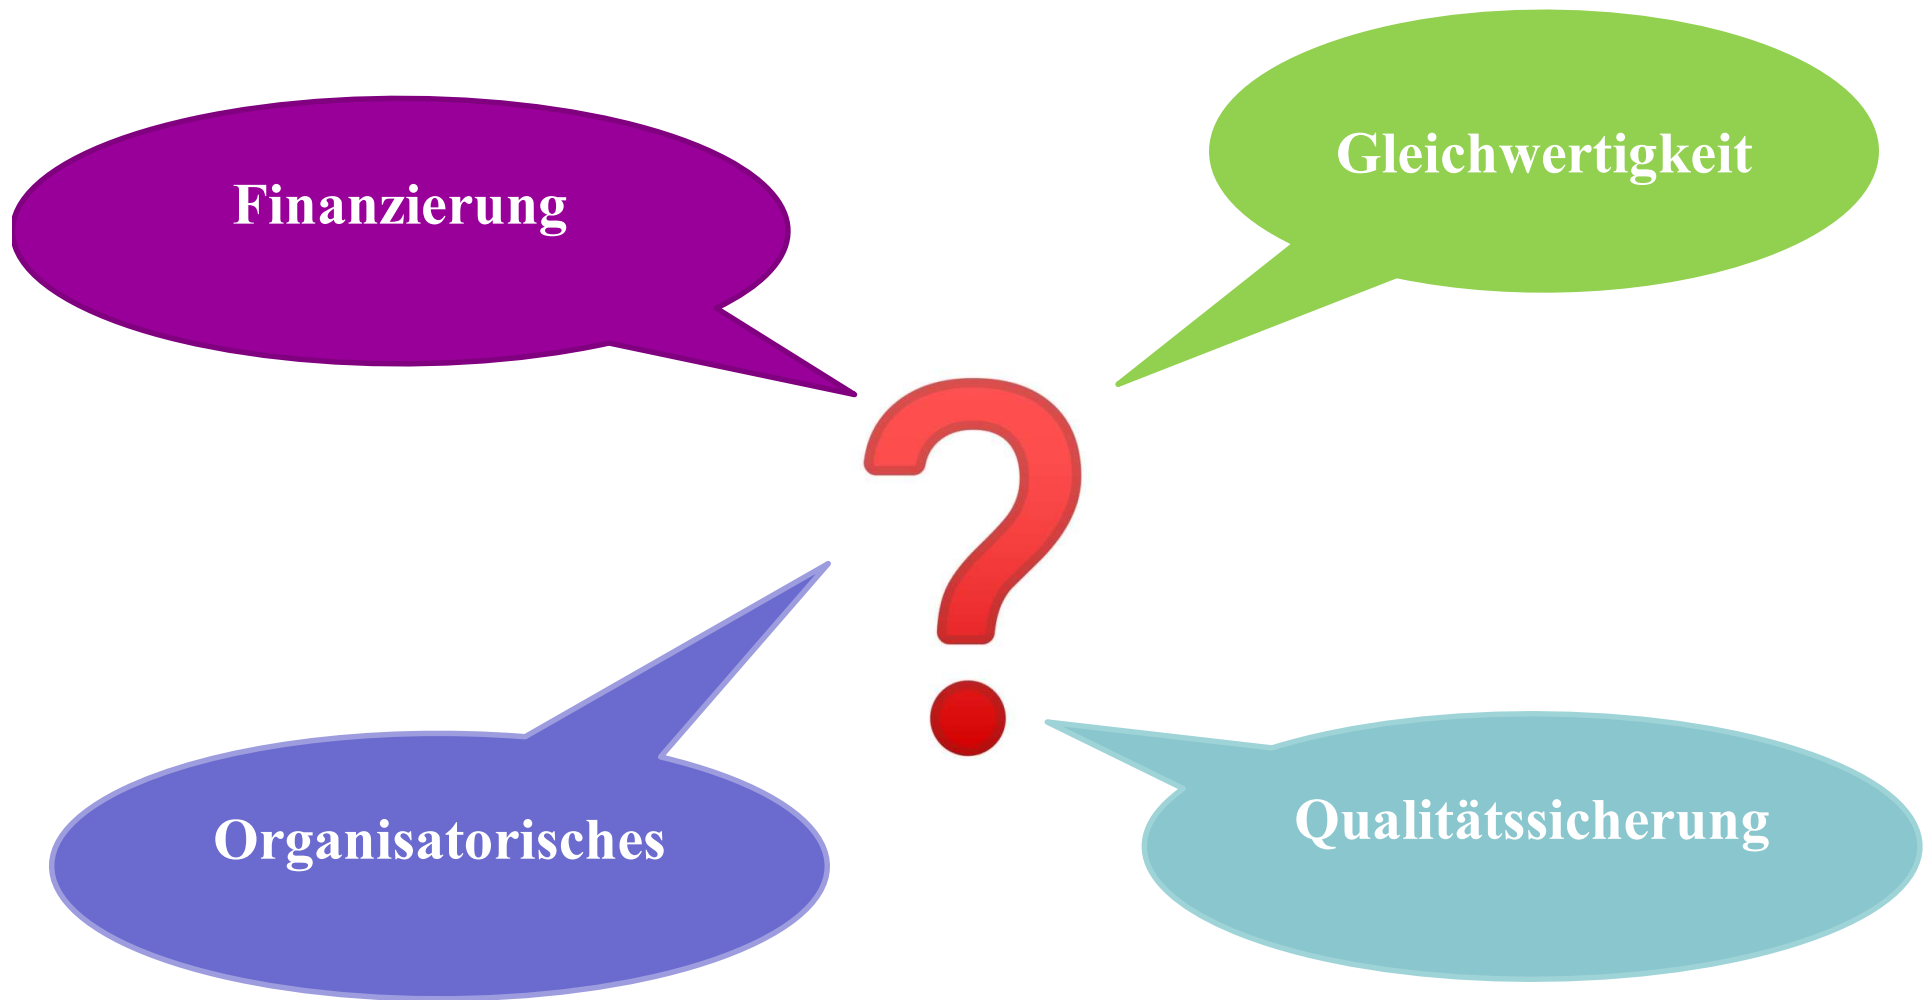 Finanzierung
Gleichwertigkeit
?
Organisatorisches
Qualitätssicherung